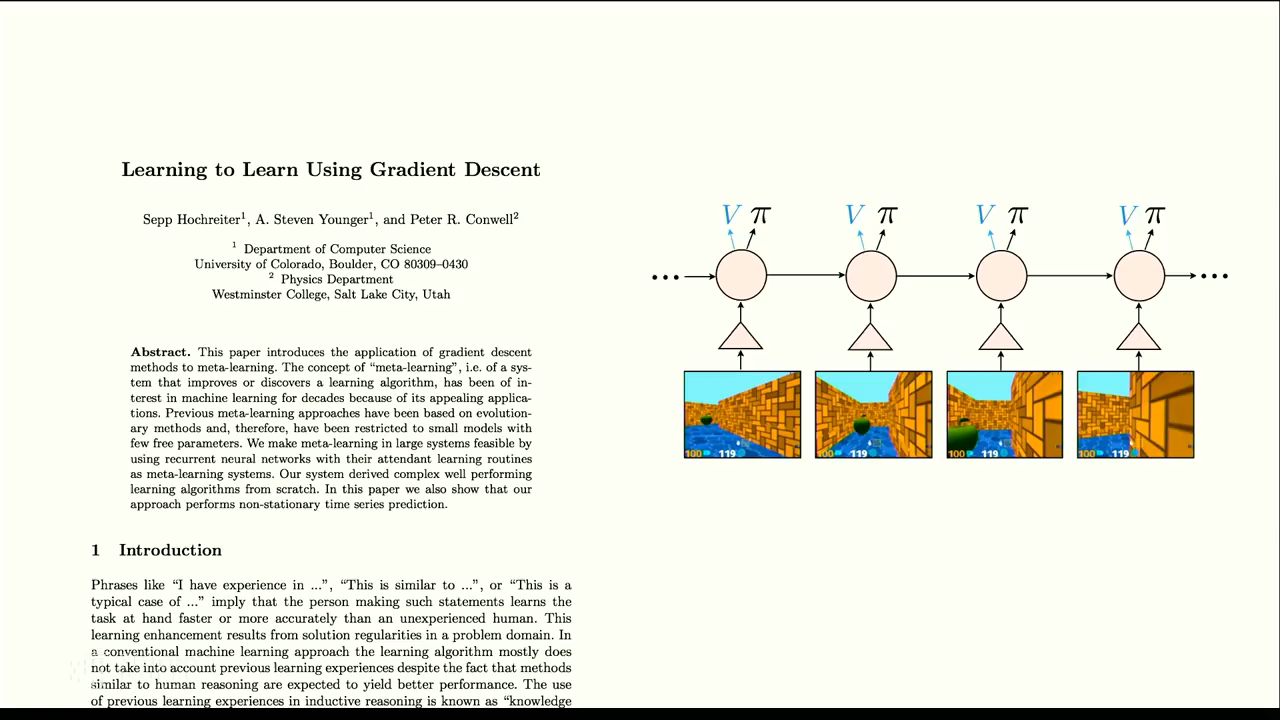 Learning to Learn Using Gradient Descent
Sepp Hochreiter¹, A. Steven Younger¹, and Peter R. Conwell²
¹ Department of Computer Science
University of Colorado, Boulder, CO 80309–0430
² Physics Department
Westminster College, Salt Lake City, Utah
Abstract. This paper introduces the application of gradient descent
methods to meta-learning. The concept of “meta-learning”, i.e. of a sys-
tem that improves or discovers a learning algorithm, has been of in-
terest in machine learning for decades because of its appealing applica-
tions. Previous meta-learning approaches have been based on evolution-
ary methods and, therefore, have been restricted to small models with
few free parameters. We make meta-learning in large systems feasible by
using recurrent neural networks with their attendant learning routines
as meta-learning systems. Our system derived complex well performing
learning algorithms from scratch. In this paper we also show that our
approach performs non-stationary time series prediction.
1 Introduction
Phrases like “I have experience in ...”, “This is similar to ...”, or “This is a
typical case of ...” imply that the person making such statements learns the
task at hand faster or more accurately than an unexperienced human. This
learning enhancement results from solution regularities in a problem domain. In
a conventional machine learning approach the learning algorithm mostly does
not take into account previous learning experiences despite the fact that methods
similar to human reasoning are expected to yield better performance. The use
of previous learning experiences in inductive reasoning is known as “knowledge
V π V π V π V π
100 119 100 119 100 119 100 119